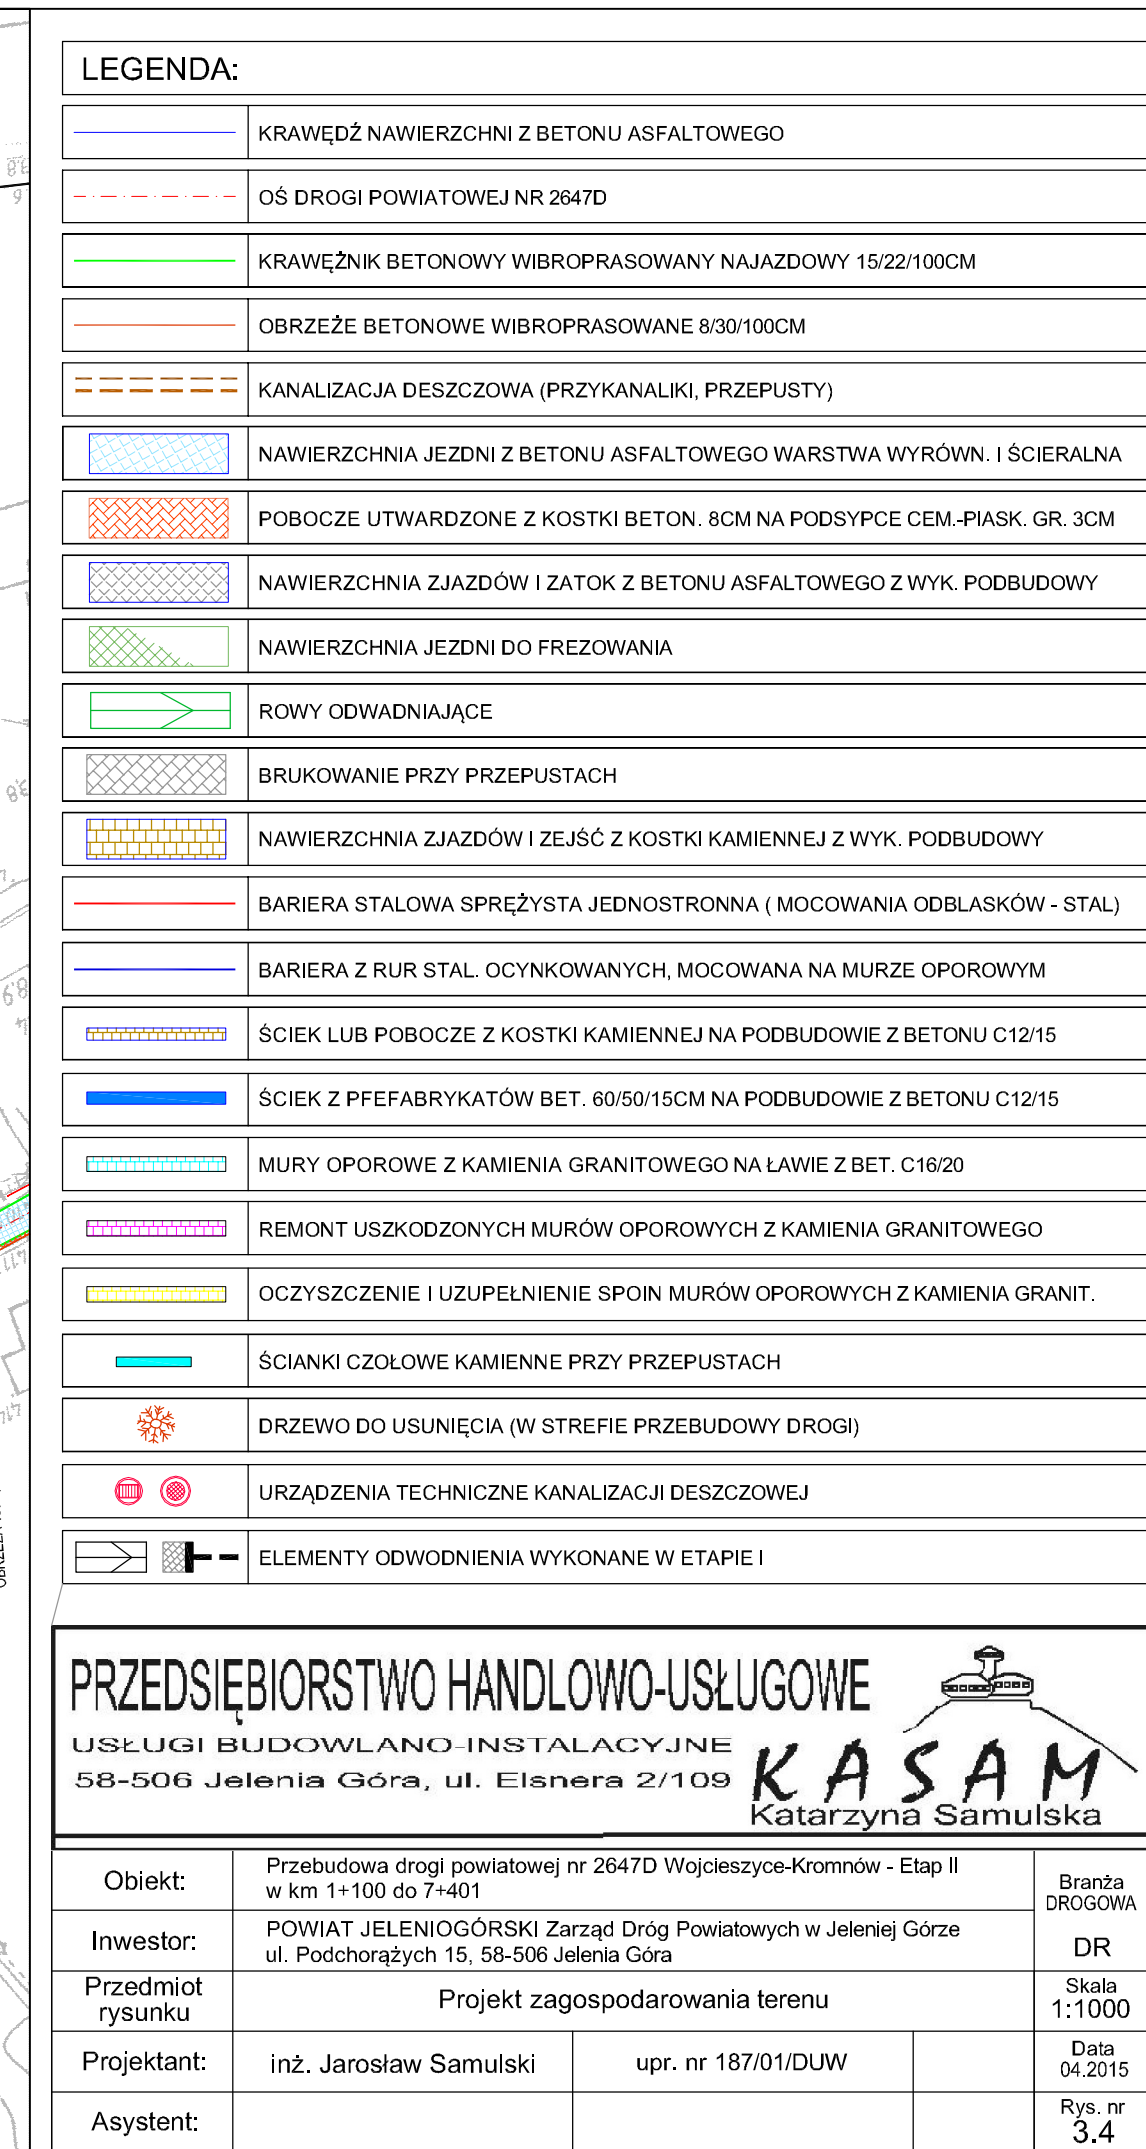 LEGENDA:
KRAWĘDŹ NAWIERZCHNI Z BETONU ASFALTOWEGO
OŚ DROGI POWIATOWEJ NR 2647D
KRAWĘŻNIK BETONOWY WIBROPRASOWANY NAJAZDOWY 15/22/100CM
OBRZEŻE BETONOWE WIBROPRASOWANE 8/30/100CM
KANALIZACJA DESZCZOWA (PRZYKANALIKI, PRZEPUSTY)
NAWIERZCHNIA JEZDNI Z BETONU ASFALTOWEGO WARSTWA WYRÓWN. I ŚCIERALNA
POBOCZE UTWARDZONE Z KOSTKI BETON. 8CM NA PODSYPCE CEM.-PIASK. GR. 3CM
NAWIERZCHNIA ZJAZDÓW I ZATOK Z BETONU ASFALTOWEGO Z WYK. PODBUDOWY
NAWIERZCHNIA JEZDNI DO FREZOWANIA
ROWY ODWADNIAJĄCE
BRUKOWANIE PRZY PRZEPUSTACH
NAWIERZCHNIA ZJAZDÓW I ZEJŚĆ Z KOSTKI KAMIENNEJ Z WYK. PODBUDOWY
BARIERA STALOWA SPRĘŻYSTA JEDNOSTRONNA ( MOCOWANIA ODBLASKÓW - STAL)
BARIERA Z RUR STAL. OCYNKOWANYCH, MOCOWANA NA MURZE OPOROWYM
ŚCIEK LUB POBOCZE Z KOSTKI KAMIENNEJ NA PODBUDOWIE Z BETONU C12/15
ŚCIEK Z PFEFABRYKATÓW BET. 60/50/15CM NA PODBUDOWIE Z BETONU C12/15
MURY OPOROWE Z KAMIENIA GRANITOWEGO NA ŁAWIE Z BET. C16/20
REMONT USZKODZONYCH MURÓW OPOROWYCH Z KAMIENIA GRANITOWEGO
OCZYSZCZENIE I UZUPEŁNIENIE SPOIN MURÓW OPOROWYCH Z KAMIENIA GRANIT.
ŚCIANKI CZOŁOWE KAMIENNE PRZY PRZEPUSTACH
DRZEWO DO USUNIĘCIA (W STREFIE PRZEBUDOWY DROGI)
URZĄDZENIA TECHNICZNE KANALIZACJI DESZCZOWEJ
ELEMENTY ODWODNIENIA WYKONANE W ETAPIE I
PRZEDSIĘBIORSTWO HANDLOWO-USŁUGOWE
USŁUGI BUDOWLANO-INSTALACYJNE
58-506 Jelenia Góra, ul. Elsnera 2/109
KASAM
Katarzyna Samulska
Obiekt:
Przebudowa drogi powiatowej nr 2647D Wojcieszyce-Kromnów - Etap II
w km 1+100 do 7+401
Branża
DROGOWA
DR
Inwestor:
POWIAT JELENIOGÓRSKI Zarząd Dróg Powiatowych w Jeleniej Górze
ul. Podchorążych 15, 58-506 Jelenia Góra
Przedmiot
rysunku
Projekt zagospodarowania terenu
Skala
1:1000
Projektant:
inż. Jarosław Samulski
upr. nr 187/01/DUW
Data
04.2015
Asystent:
Rys. nr
3.4